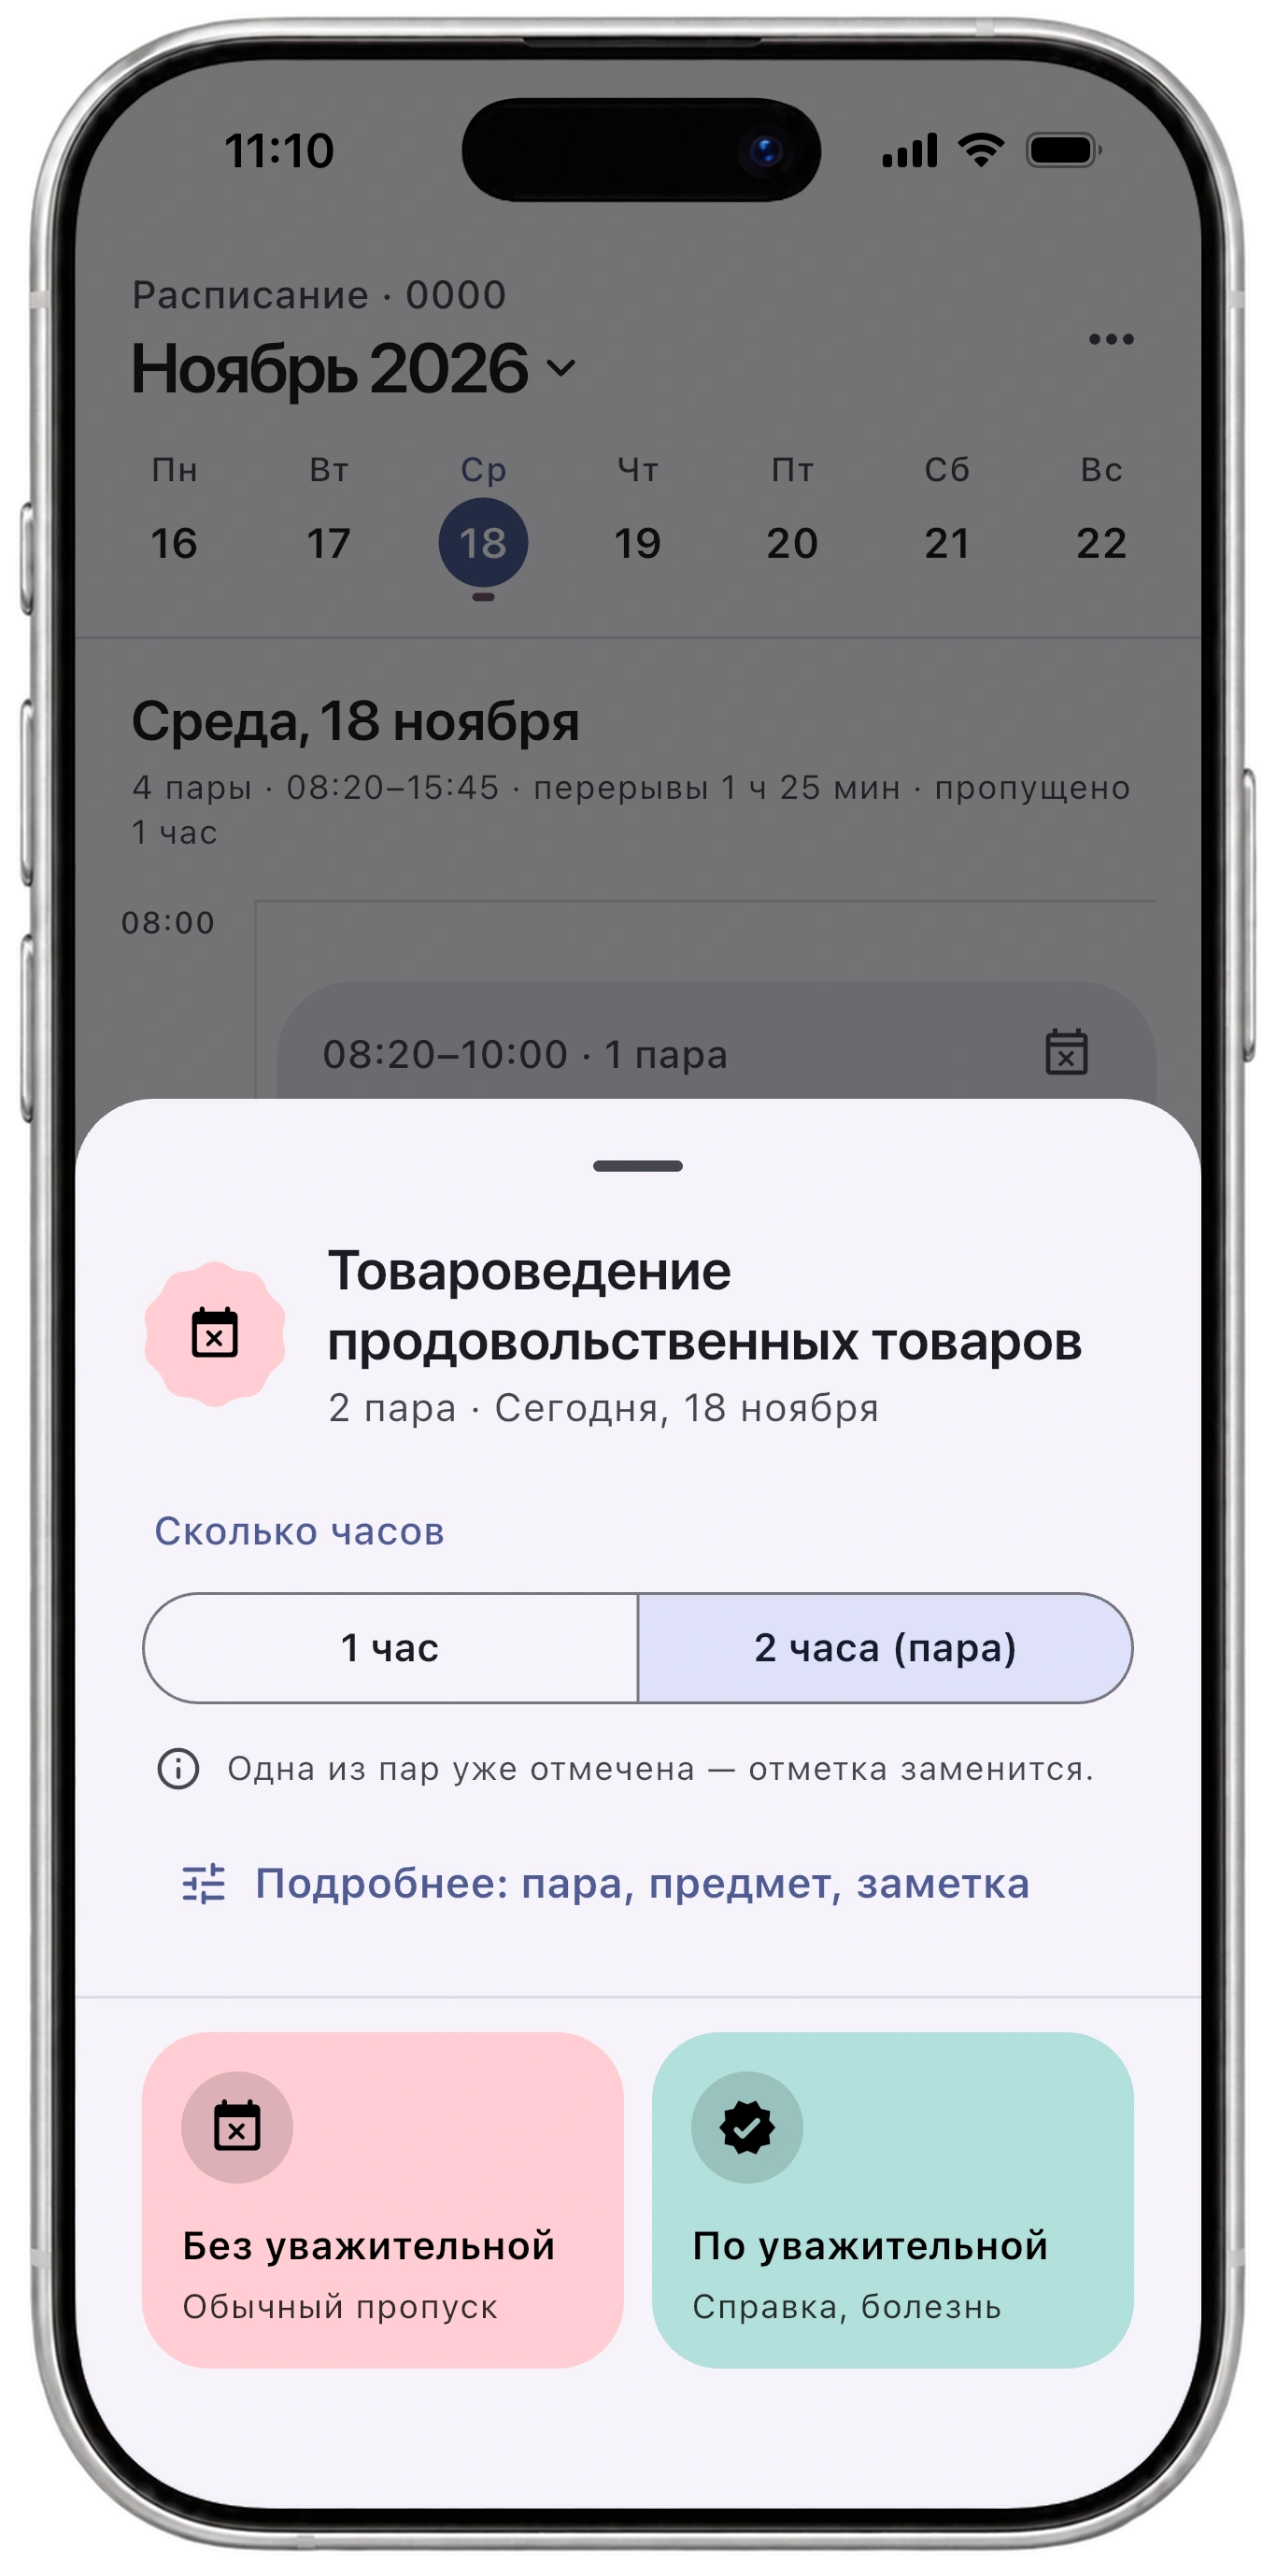 11:10
Расписание · 0000
Ноябрь 2026
Пн Вт Ср Чт Пт Сб Вс
16 17 18 19 20 21 22
Среда, 18 ноября
4 пары · 08:20–15:45 · перерывы 1 ч 25 мин · пропущено
1 час
08:00
08:20–10:00 · 1 пара
Товароведение
продовольственных товаров
2 пара · Сегодня, 18 ноября
Сколько часов
1 час
2 часа (пара)
Одна из пар уже отмечена — отметка заменится.
Подробнее: пара, предмет, заметка
Без уважительной
Обычный пропуск
По уважительной
Справка, болезнь